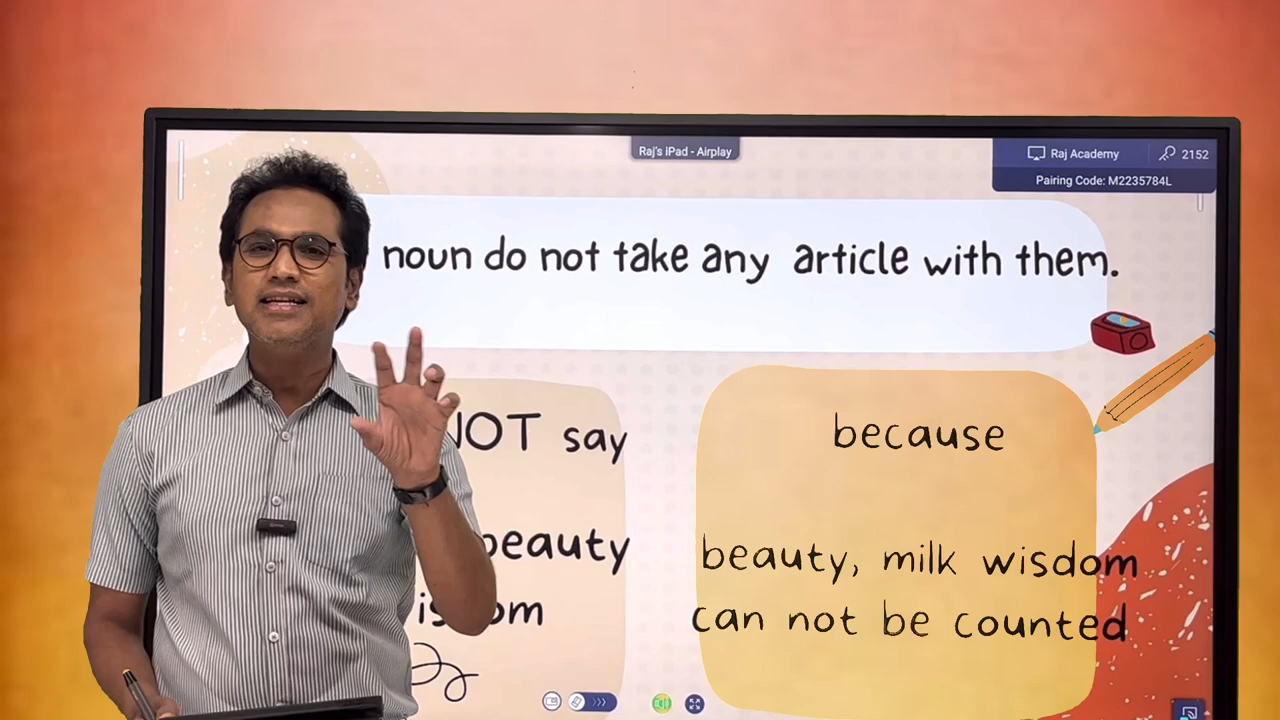 Raj's iPad - Airplay
Raj Academy 2152
Pairing Code: M2235784L
noun do not take any article with them.
NOT say
because
beauty
beauty, milk wisdom
can not be counted